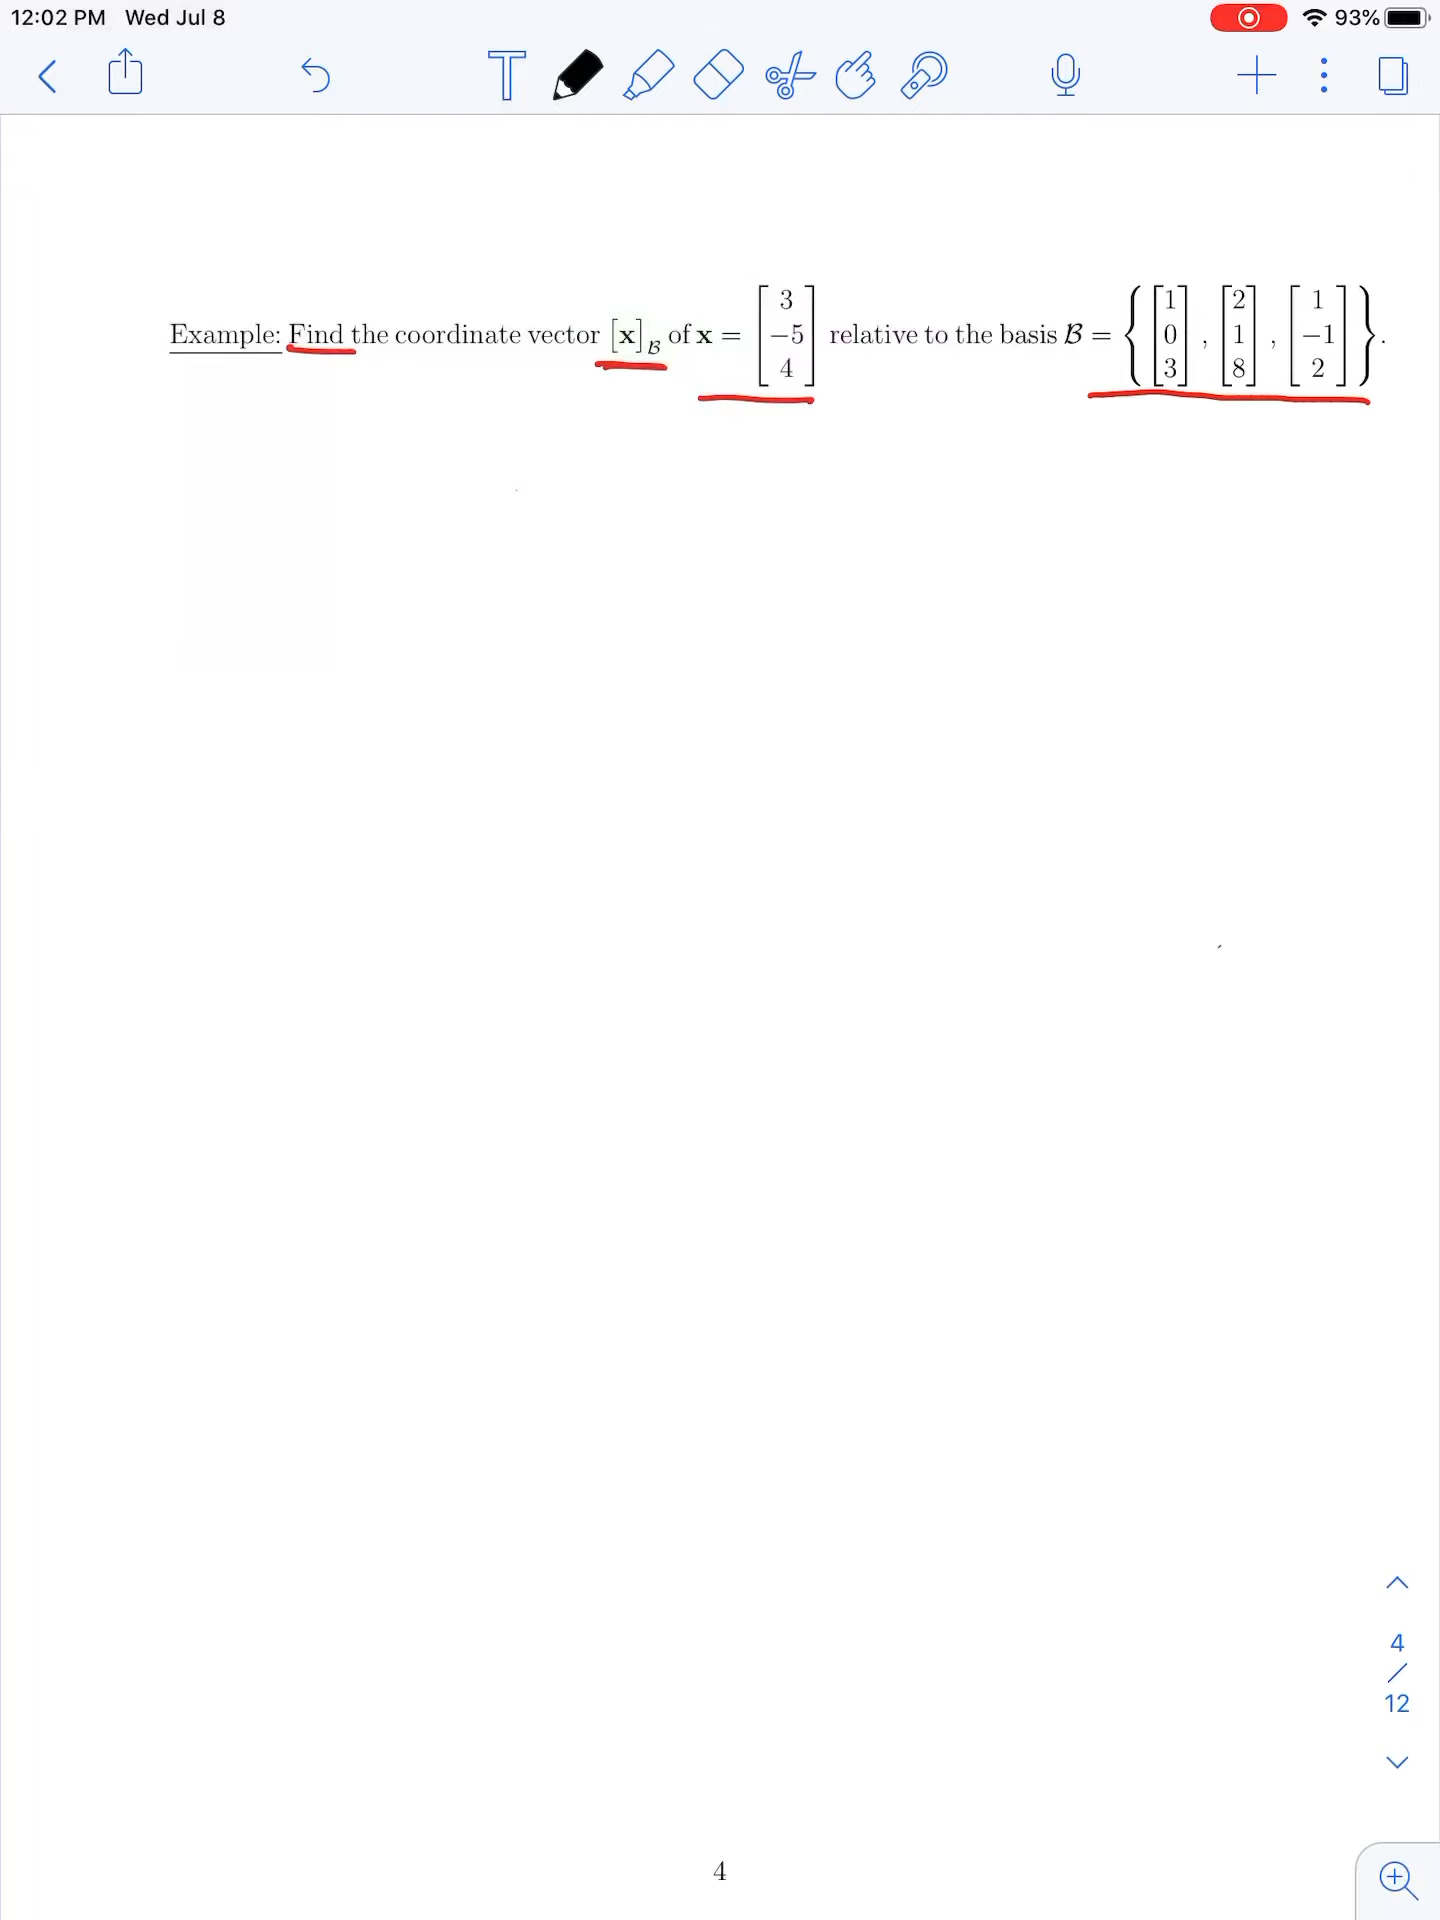 12:02 PM Wed Jul 8 93%
Example: Find the coordinate vector [x]_ℬ of x = [3 −5 4] relative to the basis ℬ = {[1 0 3], [2 1 8], [1 −1 2]}.
4
/
12
4